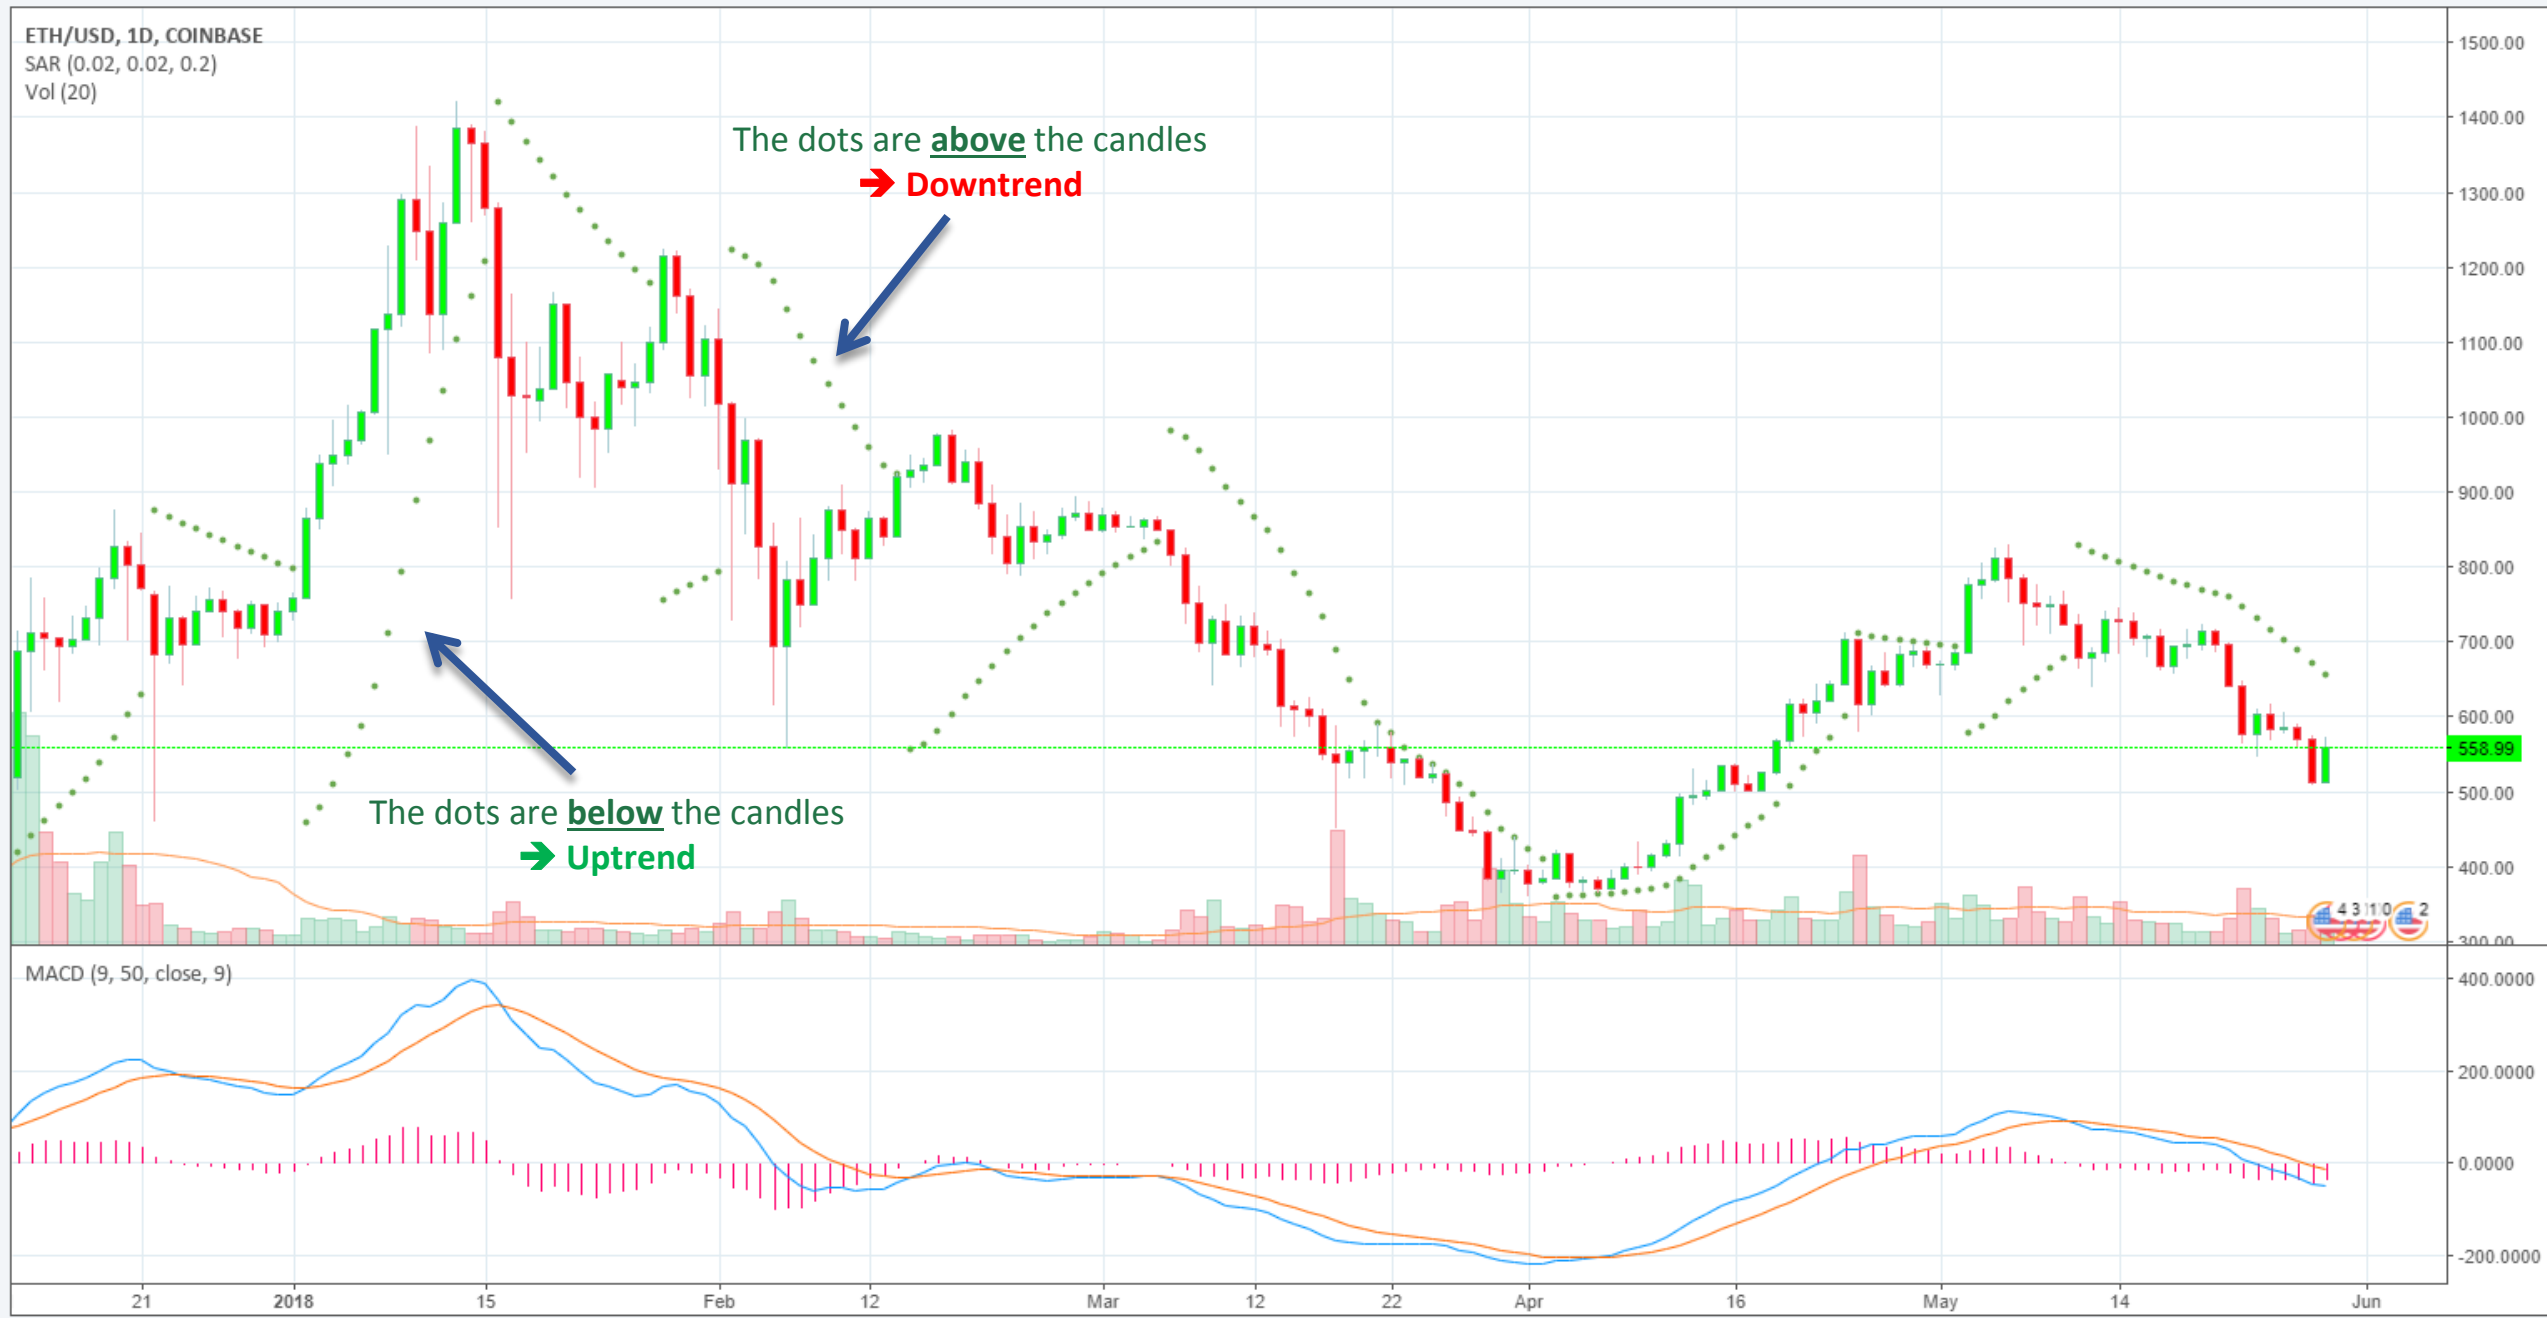 ETH/USD, 1D, COINBASE
SAR (0.02, 0.02, 0.2)
Vol (20)
The dots are above the candles
➔ Downtrend
The dots are below the candles
➔ Uptrend
1500.00
1400.00
1300.00
1200.00
1100.00
1000.00
900.00
800.00
700.00
600.00
558.99
500.00
400.00
300.00
2
MACD (9, 50, close, 9)
400.0000
200.0000
0.0000
-200.0000
21 2018 15 Feb 12 Mar 12 22 Apr 16 May 14 Jun